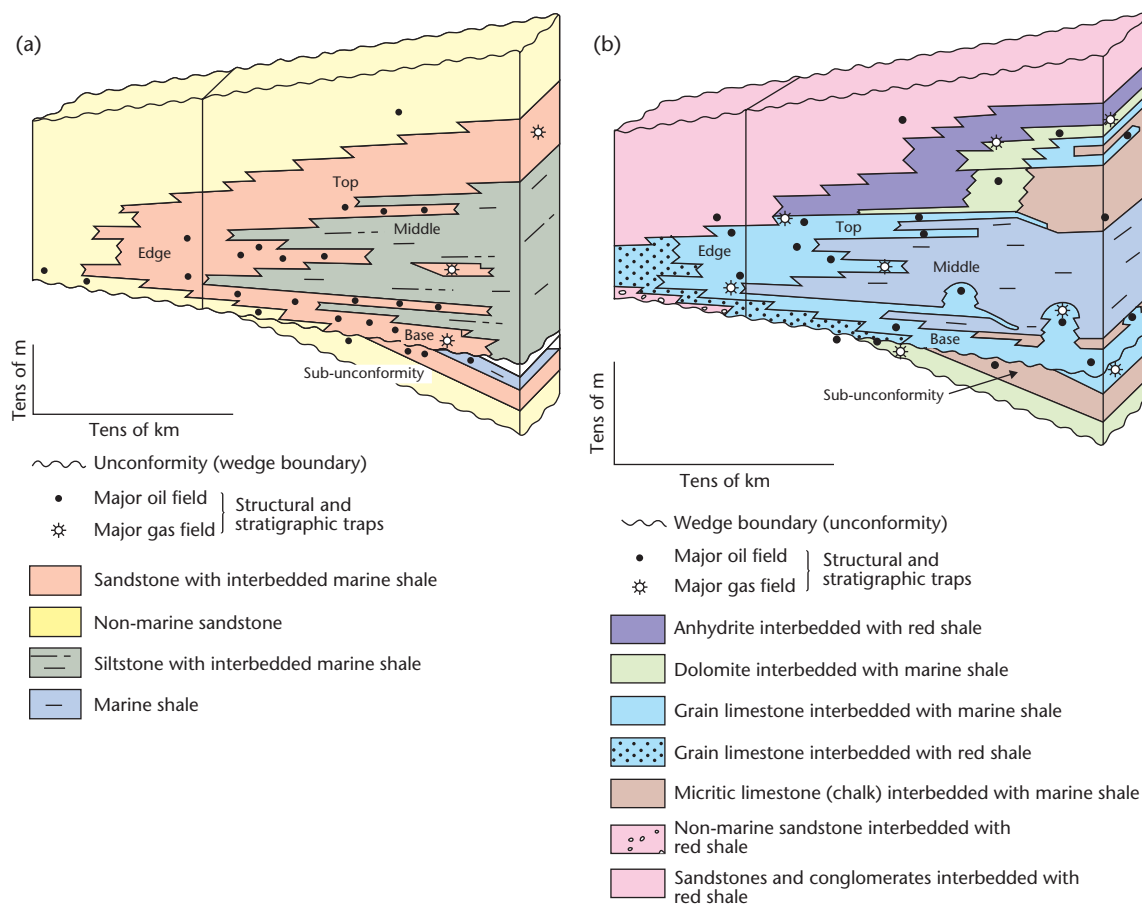 (a)
Top
Middle
Edge
Base
Sub-unconformity
Tens of m
Tens of km
Unconformity (wedge boundary)
Major oil field
Major gas field
Structural and
stratigraphic traps
Sandstone with interbedded marine shale
Non-marine sandstone
Siltstone with interbedded marine shale
Marine shale
(b)
Top
Edge
Middle
Base
Sub-unconformity
Tens of m
Tens of km
Wedge boundary (unconformity)
Major oil field
Major gas field
Structural and
stratigraphic traps
Anhydrite interbedded with red shale
Dolomite interbedded with marine shale
Grain limestone interbedded with marine shale
Grain limestone interbedded with red shale
Micritic limestone (chalk) interbedded with marine shale
Non-marine sandstone interbedded with
red shale
Sandstones and conglomerates interbedded with
red shale